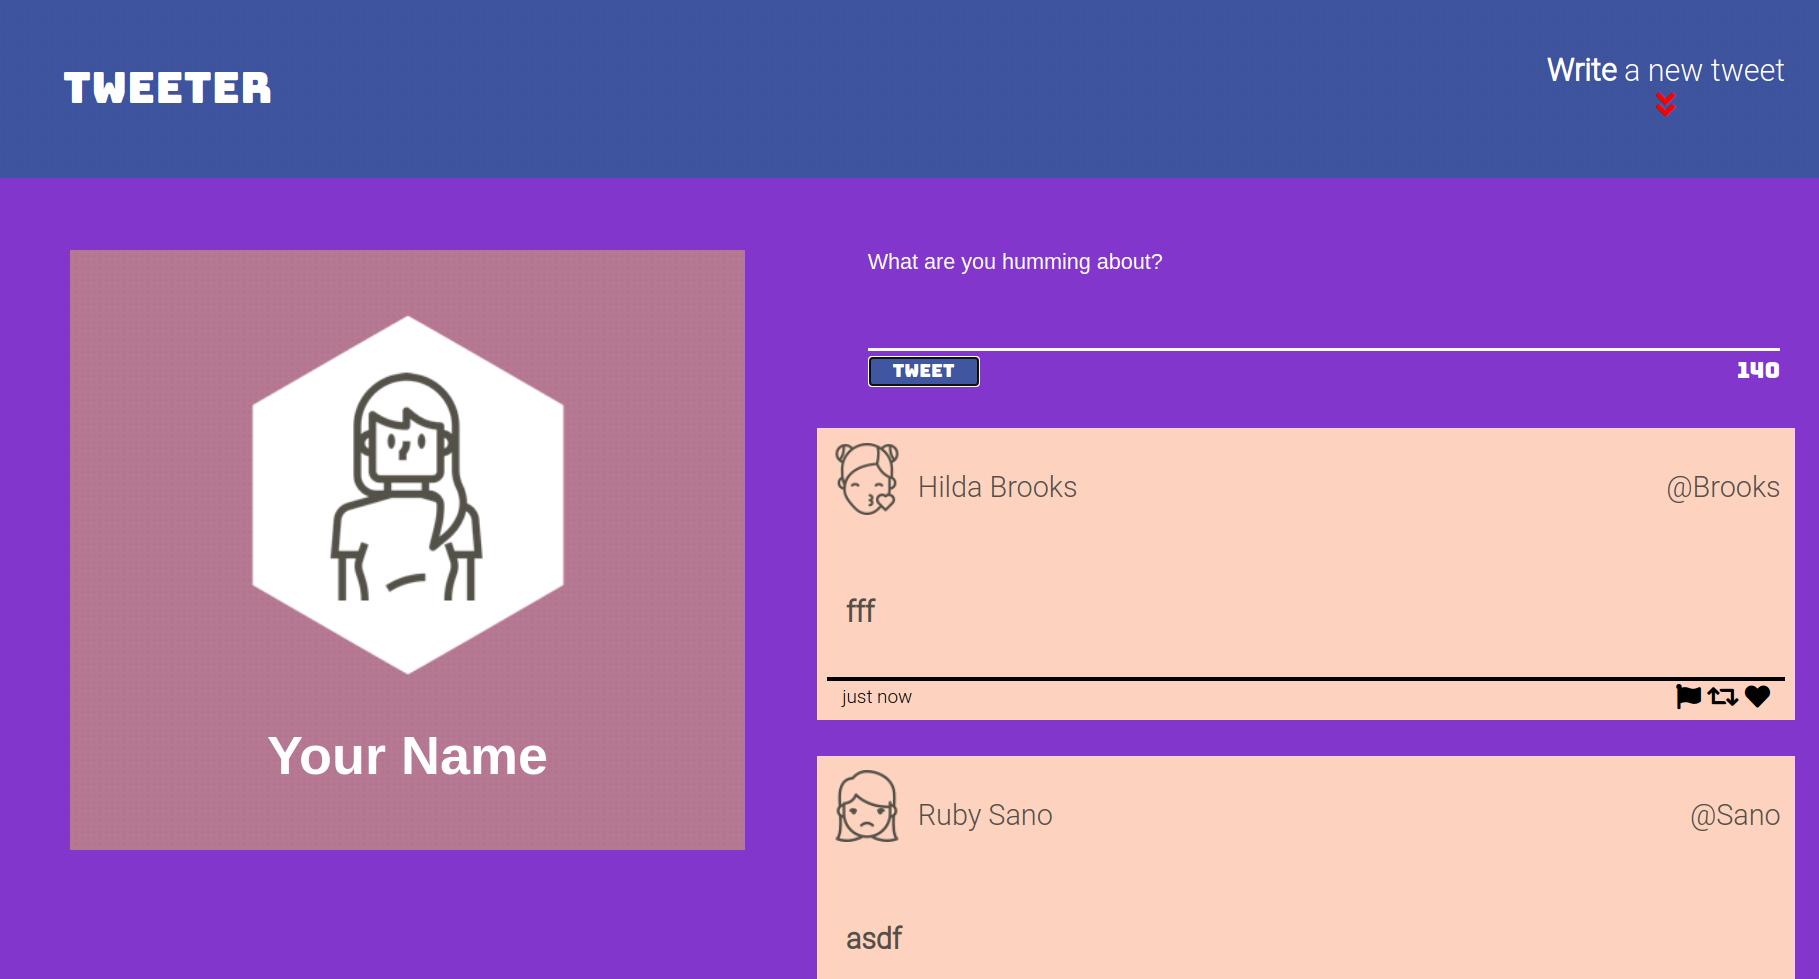 TWEETER
Write a new tweet
Your Name
What are you humming about?
TWEET
140
Hilda Brooks
@Brooks
fff
just now
Ruby Sano
@Sano
asdf